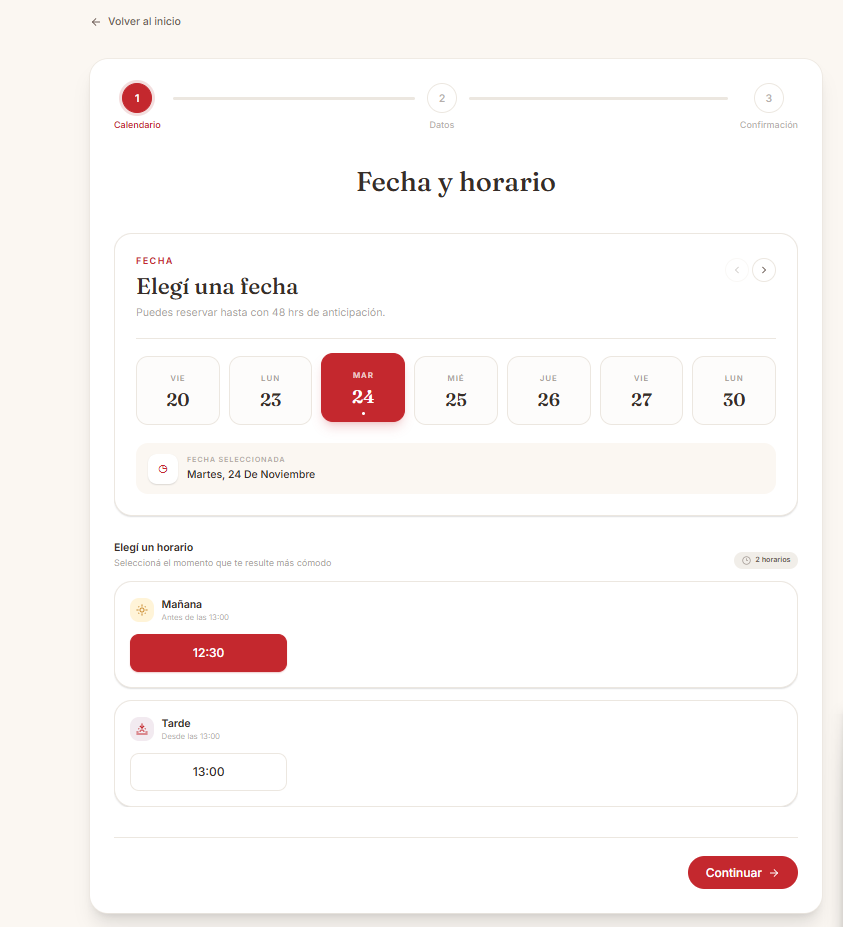 ← Volver al inicio
1
2
3
Calendario
Datos
Confirmación
Fecha y horario
FECHA
Elegí una fecha
Puedes reservar hasta con 48 hrs de anticipación.
VIE LUN MAR MIÉ JUE VIE LUN
20 23 24 25 26 27 30
FECHA SELECCIONADA
Martes, 24 De Noviembre
Elegí un horario
Seleccioná el momento que te resulte más cómodo
2 horarios
Mañana
Antes de las 13:00
12:30
Tarde
Desde las 13:00
13:00
Continuar →